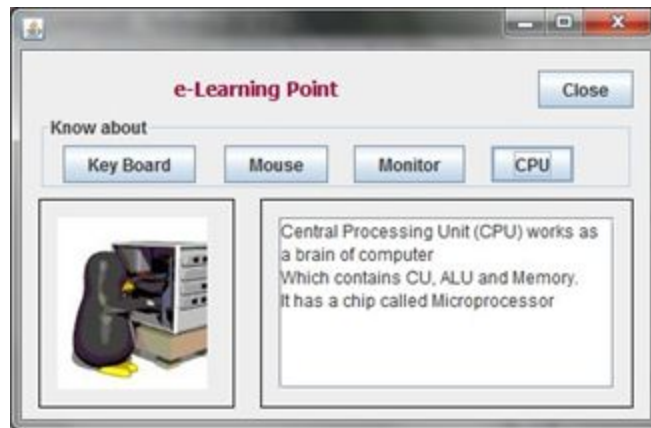 e-Learning Point
Close
Know about
Key Board
Mouse
Monitor
CPU
Central Processing Unit (CPU) works as
a brain of computer
Which contains CU, ALU and Memory.
It has a chip called Microprocessor